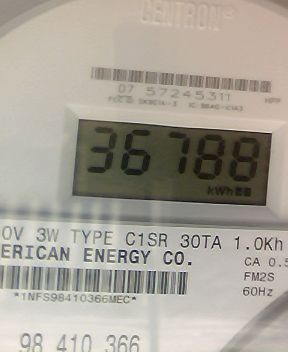 CENTRON®
07 57245311
36788
kWh
0V 3W TYPE C1SR 30TA 1.0Kh
ERICAN ENERGY CO.
CA 0.5
FM2S
*1NFS98410366MEC*
60Hz
98 410 366